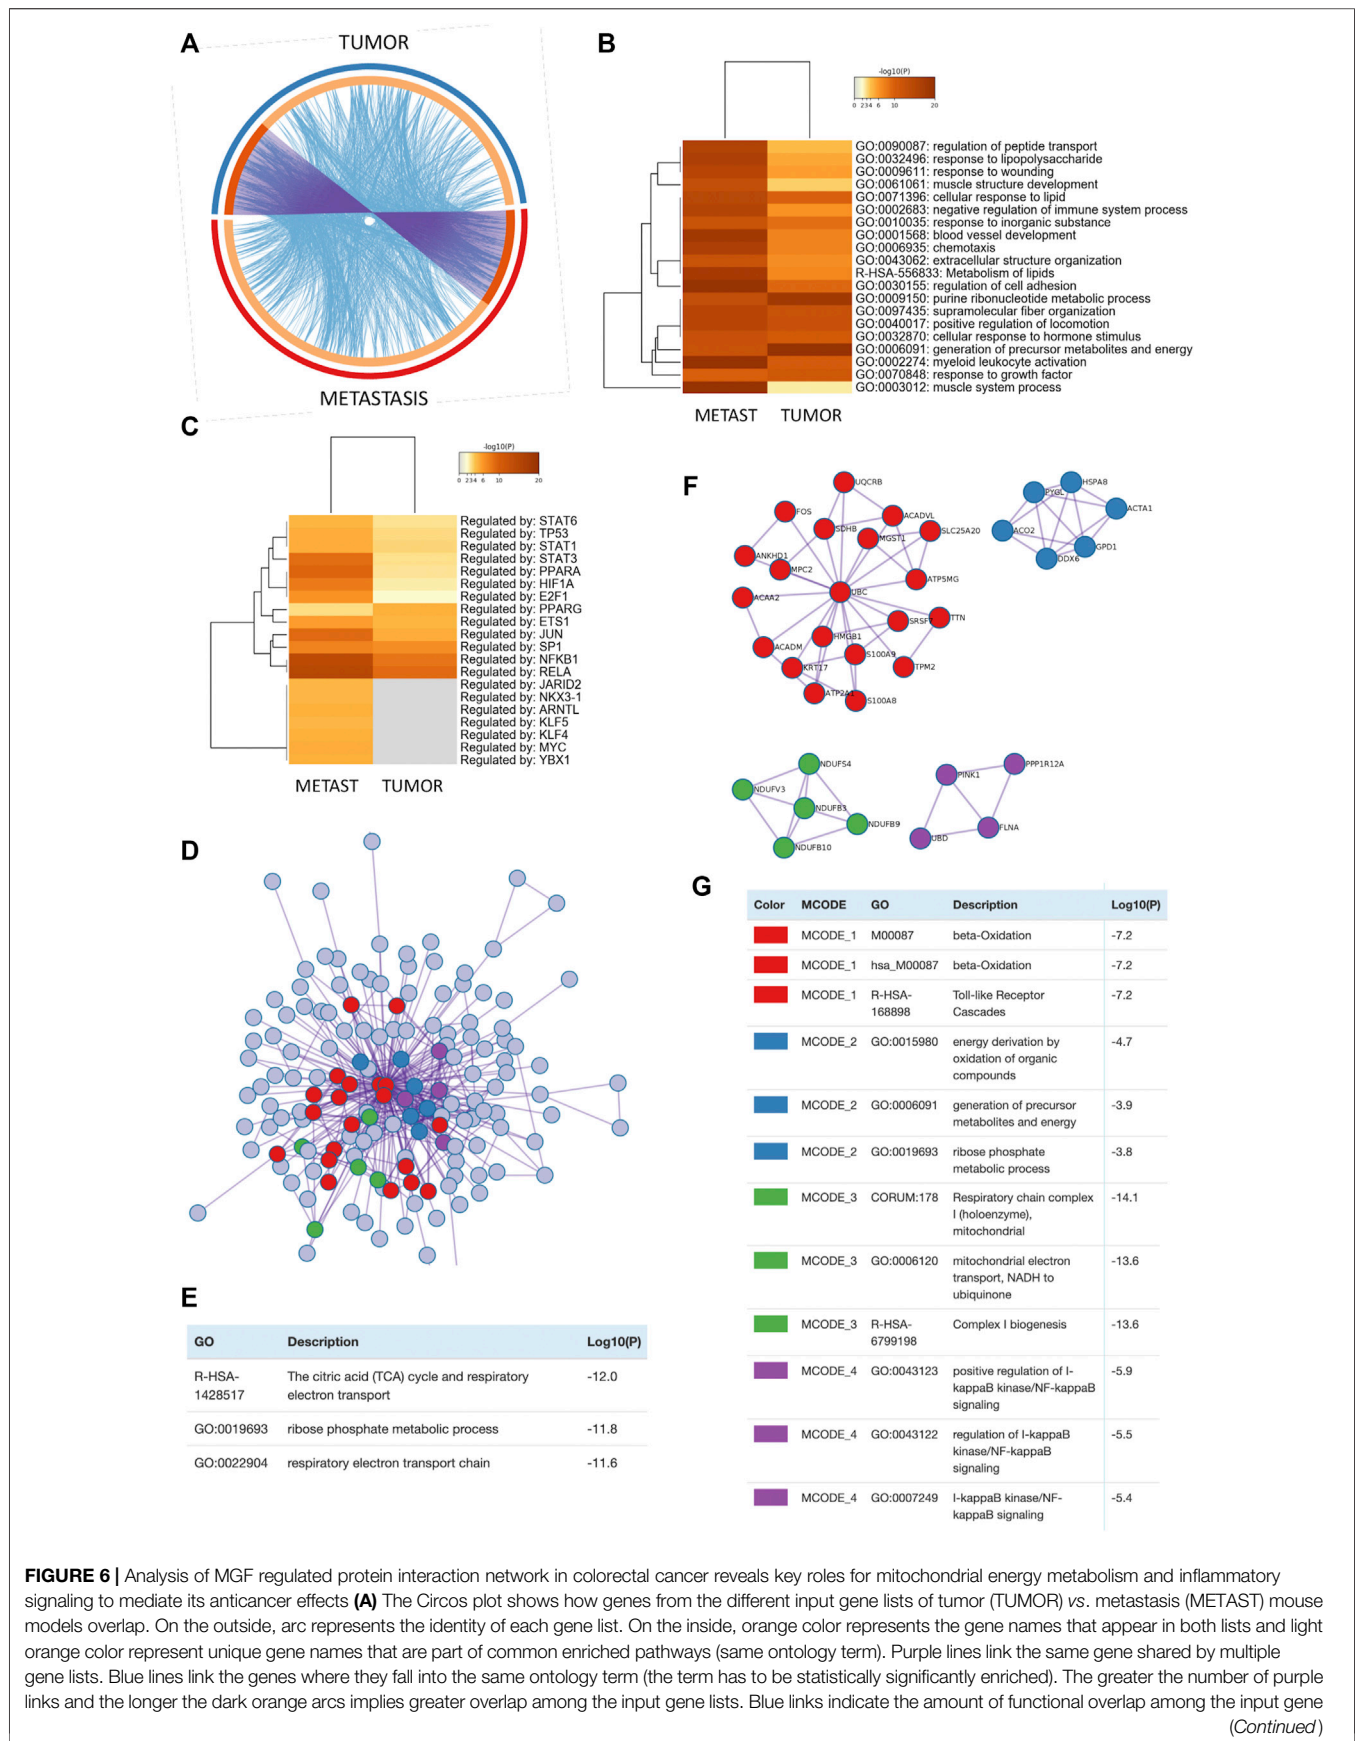 A
TUMOR
METASTASIS
B
-log10(P)
0 2 3 4 6 10 20
GO:0090087: regulation of peptide transport
GO:0032496: response to lipopolysaccharide
GO:0009611: response to wounding
GO:0061061: muscle structure development
GO:0071396: cellular response to lipid
GO:0002683: negative regulation of immune system process
GO:0010035: response to inorganic substance
GO:0001568: blood vessel development
GO:0006935: chemotaxis
GO:0043062: extracellular structure organization
R-HSA-556833: Metabolism of lipids
GO:0030155: regulation of cell adhesion
GO:0009150: purine ribonucleotide metabolic process
GO:0097435: supramolecular fiber organization
GO:0040017: positive regulation of locomotion
GO:0032870: cellular response to hormone stimulus
GO:0006091: generation of precursor metabolites and energy
GO:0002274: myeloid leukocyte activation
GO:0070848: response to growth factor
GO:0003012: muscle system process
METAST TUMOR
C
-log10(P)
0 2 3 4 6 10 20
Regulated by: STAT6
Regulated by: TP53
Regulated by: STAT1
Regulated by: STAT3
Regulated by: PPARA
Regulated by: HIF1A
Regulated by: E2F1
Regulated by: PPARG
Regulated by: ETS1
Regulated by: JUN
Regulated by: SP1
Regulated by: NFKB1
Regulated by: RELA
Regulated by: JARID2
Regulated by: NKX3-1
Regulated by: ARNTL
Regulated by: KLF5
Regulated by: KLF4
Regulated by: MYC
Regulated by: YBX1
METAST TUMOR
F
UQCRB
FOS
SDHB
ACADVL
MGST1
SLC25A20
ANKHD1
MPC2
ATP5MG
UBC
ACAA2
SRSF7
TTN
HMGB1
ACADM
S100A9
KRT17
TPM2
ATP2A1
S100A8
PYGL
HSPA8
ACTA1
ACO2
GPD1
DDX6
NDUFS4
NDUFV3
NDUFB3
NDUFB9
NDUFB10
PINK1
PPP1R12A
UBD
FLNA
D
E
GO Description Log10(P)
R-HSA- The citric acid (TCA) cycle and respiratory -12.0
1428517 electron transport
GO:0019693 ribose phosphate metabolic process -11.8
GO:0022904 respiratory electron transport chain -11.6
G
Color MCODE GO Description Log10(P)
MCODE_1 M00087 beta-Oxidation -7.2
MCODE_1 hsa_M00087 beta-Oxidation -7.2
MCODE_1 R-HSA- Toll-like Receptor -7.2
168898 Cascades
MCODE_2 GO:0015980 energy derivation by -4.7
oxidation of organic
compounds
MCODE_2 GO:0006091 generation of precursor -3.9
metabolites and energy
MCODE_2 GO:0019693 ribose phosphate -3.8
metabolic process
MCODE_3 CORUM:178 Respiratory chain complex -14.1
I (holoenzyme),
mitochondrial
MCODE_3 GO:0006120 mitochondrial electron -13.6
transport, NADH to
ubiquinone
MCODE_3 R-HSA- Complex I biogenesis -13.6
6799198
MCODE_4 GO:0043123 positive regulation of I- -5.9
kappaB kinase/NF-kappaB
signaling
MCODE_4 GO:0043122 regulation of I-kappaB -5.5
kinase/NF-kappaB
signaling
MCODE_4 GO:0007249 I-kappaB kinase/NF- -5.4
kappaB signaling
FIGURE 6 | Analysis of MGF regulated protein interaction network in colorectal cancer reveals key roles for mitochondrial energy metabolism and inflammatory
signaling to mediate its anticancer effects (A) The Circos plot shows how genes from the different input gene lists of tumor (TUMOR) vs. metastasis (METAST) mouse
models overlap. On the outside, arc represents the identity of each gene list. On the inside, orange color represents the gene names that appear in both lists and light
orange color represent unique gene names that are part of common enriched pathways (same ontology term). Purple lines link the same gene shared by multiple
gene lists. Blue lines link the genes where they fall into the same ontology term (the term has to be statistically significantly enriched). The greater the number of purple
links and the longer the dark orange arcs implies greater overlap among the input gene lists. Blue links indicate the amount of functional overlap among the input gene
(Continued)